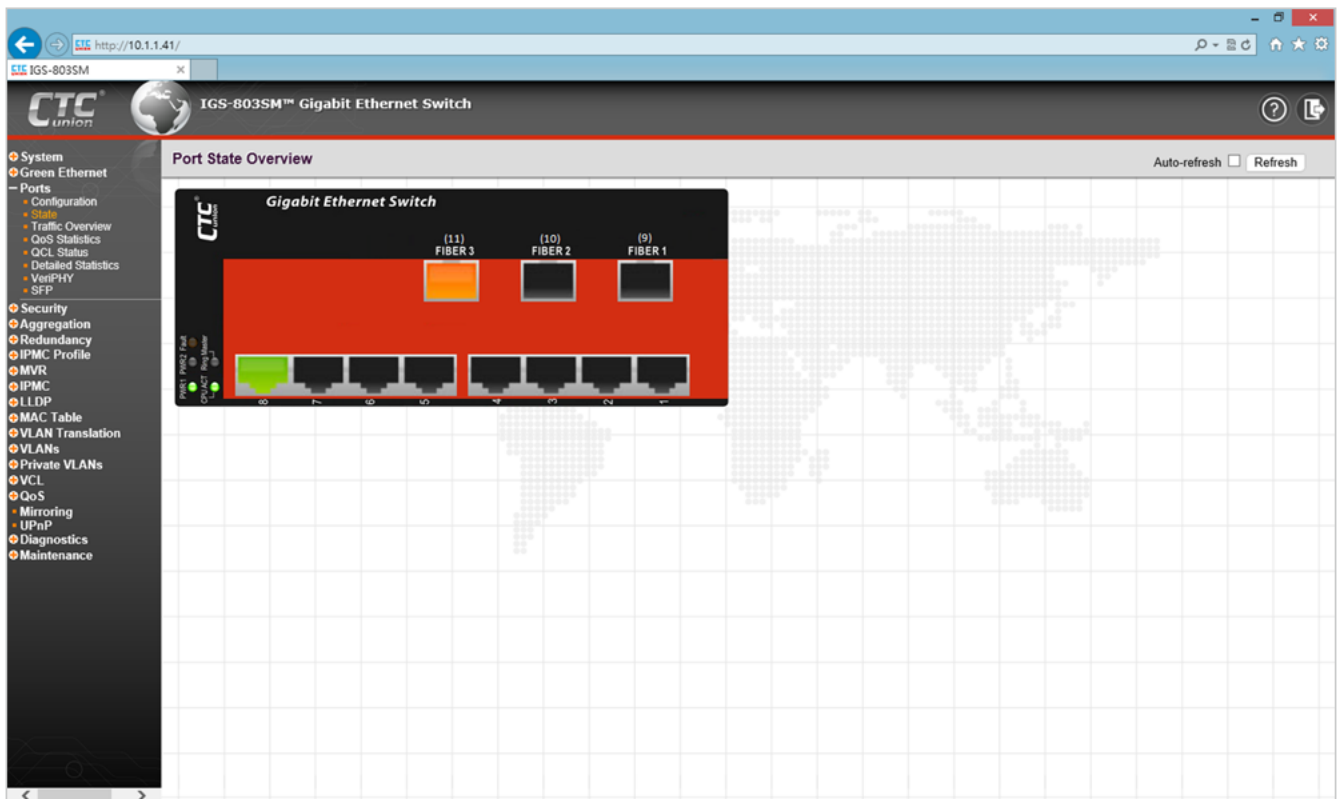 http://10.1.1.41/
IGS-803SM
CTC union
IGS-803SM™ Gigabit Ethernet Switch
Port State Overview
Auto-refresh Refresh
System
Green Ethernet
Ports
Configuration
State
Traffic Overview
QoS Statistics
QCL Status
Detailed Statistics
VeriPHY
SFP
Security
Aggregation
Redundancy
IPMC Profile
MVR
IPMC
LLDP
MAC Table
VLAN Translation
VLANs
Private VLANs
VCL
QoS
Mirroring
UPnP
Diagnostics
Maintenance
CTC union
Gigabit Ethernet Switch
(11) (10) (9)
FIBER 3 FIBER 2 FIBER 1
PWR1 PWR2 Fault
CPU ACT Ring Master
8 7 6 5 4 3 2 1